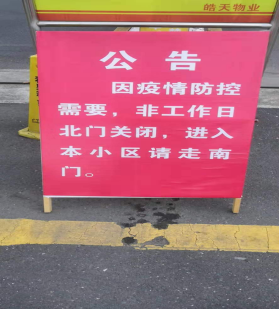 皓天物业
公告
因疫情防控
需要，非工作日
北门关闭，进入
本小区请走南
门。